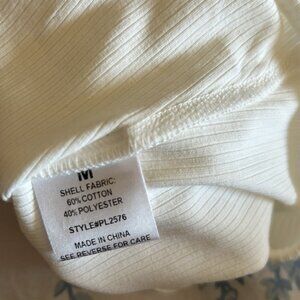 M
SHELL FABRIC:
60% COTTON
40% POLYESTER
STYLE#PL2576
MADE IN CHINA
SEE REVERSE FOR CARE